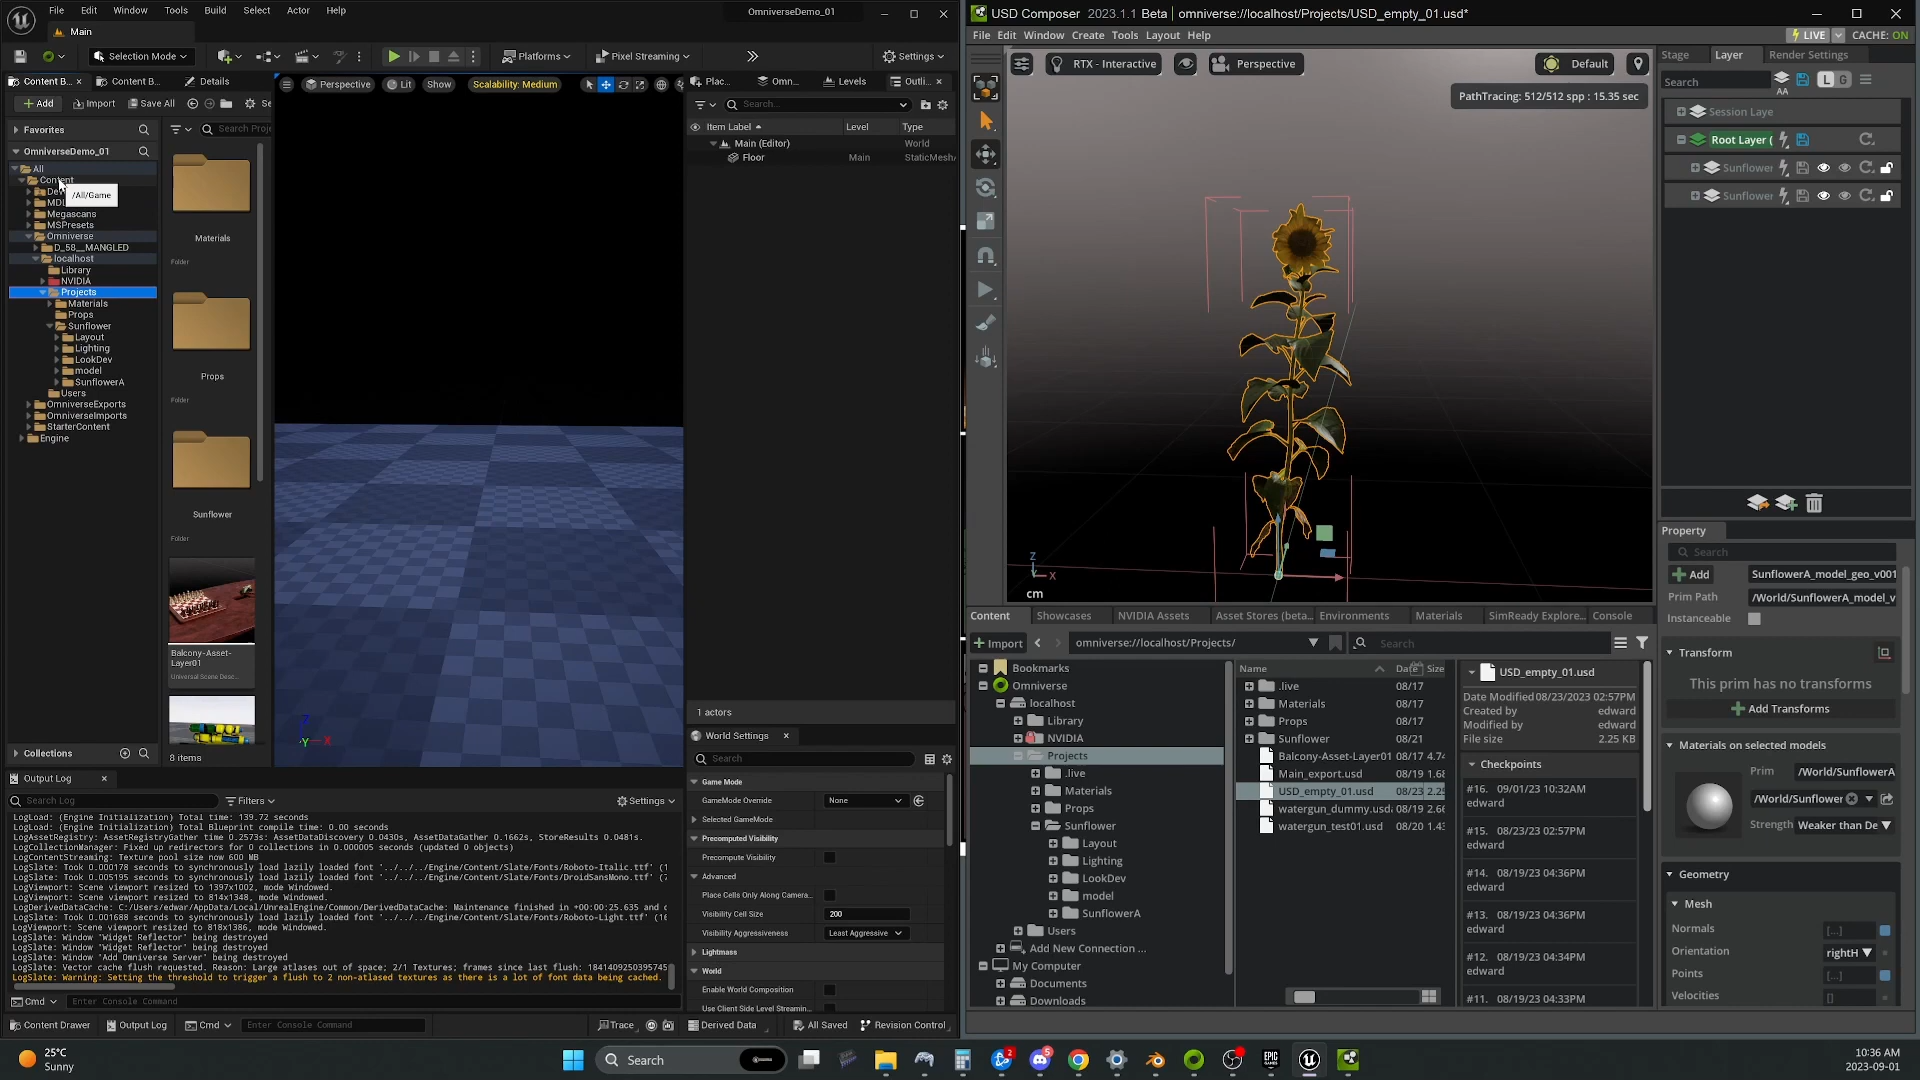 File Edit Window Tools Build Select Actor Help
OmniverseDemo_01
Main
Selection Mode
Platforms
Pixel Streaming
Settings
Content B...
Content B...
Details
Add
Import
Save All
Se
Favorites
Search Proje
OmniverseDemo_01
All
Content
Dev
/All/Game
MDL
Megascans
MSPresets
Omniverse
D_58__MANGLED
localhost
Library
NVIDIA
Projects
Materials
Props
Sunflower
Layout
Lighting
LookDev
model
SunflowerA
Users
OmniverseExports
OmniverseImports
StarterContent
Engine
Materials
Folder
Props
Folder
Sunflower
Folder
Balcony-Asset-
Layer01
Universal Scene Desc...
Collections
8 items
Perspective
Lit
Show
Scalability: Medium
Plac...
Omn...
Levels
Outli...
Search...
Item Label
Level
Type
Main (Editor)
World
Floor
Main
StaticMeshA
1 actors
World Settings
Search
Game Mode
GameMode Override
None
Selected GameMode
Precomputed Visibility
Precompute Visibility
Advanced
Place Cells Only Along Camera...
Visibility Cell Size
200
Visibility Aggressiveness
Least Aggressive
Lightmass
World
Enable World Composition
Use Client Side Level Streamin...
Output Log
Search Log
Filters
Settings
LogLoad: (Engine Initialization) Total time: 139.72 seconds
LogLoad: (Engine Initialization) Total Blueprint compile time: 0.00 seconds
LogAssetRegistry: AssetRegistryGather time 0.2573s: AssetDataDiscovery 0.0430s, AssetDataGather 0.1662s, StoreResults 0.0481s.
LogCollectionManager: Fixed up redirectors for 0 collections in 0.000005 seconds (updated 0 objects)
LogContentStreaming: Texture pool size now 600 MB
LogSlate: Took 0.000178 seconds to synchronously load lazily loaded font '../../../Engine/Content/Slate/Fonts/Roboto-Italic.ttf' (1
LogSlate: Took 0.005195 seconds to synchronously load lazily loaded font '../../../Engine/Content/Slate/Fonts/DroidSansMono.ttf' (7
LogViewport: Scene viewport resized to 1397x1002, mode Windowed.
LogViewport: Scene viewport resized to 814x1348, mode Windowed.
LogDerivedDataCache: C:/Users/edwar/AppData/Local/UnrealEngine/Common/DerivedDataCache: Maintenance finished in +00:00:25.635 and d
LogSlate: Took 0.001688 seconds to synchronously load lazily loaded font '../../../Engine/Content/Slate/Fonts/Roboto-Light.ttf' (16
LogViewport: Scene viewport resized to 818x1386, mode Windowed.
LogSlate: Window 'Widget Reflector' being destroyed
LogSlate: Window 'Widget Reflector' being destroyed
LogSlate: Window 'Add Omniverse Server' being destroyed
LogSlate: Vector cache flush requested. Reason: Large atlases out of space; 2/1 Textures; frames since last flush: 1841409250395745
LogSlate: Warning: Setting the threshold to trigger a flush to 2 non-atlased textures as there is a lot of font data being cached.
Cmd
Enter Console Command
Content Drawer
Output Log
Cmd
Enter Console Command
Trace
Derived Data
All Saved
Revision Control
USD Composer 2023.1.1 Beta | omniverse://localhost/Projects/USD_empty_01.usd*
File Edit Window Create Tools Layout Help
LIVE
CACHE: ON
RTX - Interactive
Perspective
Default
PathTracing: 512/512 spp : 15.35 sec
Z
X
cm
Stage
Layer
Render Settings
Search
AA
L G
Session Laye
Root Layer (
Sunflower
Sunflower
Property
Search
Add
SunflowerA_model_geo_v001
Prim Path
/World/SunflowerA_model_v
Instanceable
Transform
This prim has no transforms
Add Transforms
Materials on selected models
Prim
/World/SunflowerA
/World/Sunflower
Strength
Weaker than De
Geometry
Mesh
Normals
[...]
Orientation
rightH
Points
[...]
Velocities
[]
Content
Showcases
NVIDIA Assets
Asset Stores (beta...
Environments
Materials
SimReady Explore...
Console
Import
omniverse://localhost/Projects/
Search
Bookmarks
Omniverse
localhost
Library
NVIDIA
Projects
.live
Materials
Props
Sunflower
Layout
Lighting
LookDev
model
SunflowerA
Users
Add New Connection ...
My Computer
Documents
Downloads
Name
Date
Size
.live 08/17
Materials 08/17
Props 08/17
Sunflower 08/21
Balcony-Asset-Layer01 08/17 4.74
Main_export.usd 08/19 1.68
USD_empty_01.usd 08/23 2.25
watergun_dummy.usda 08/19 2.66
watergun_test01.usd 08/20 1.43
USD_empty_01.usd
Date Modified 08/23/2023 02:57PM
Created by edward
Modified by edward
File size 2.25 KB
Checkpoints
#16. 09/01/23 10:32AM
edward
#15. 08/23/23 02:57PM
edward
#14. 08/19/23 04:36PM
edward
#13. 08/19/23 04:36PM
edward
#12. 08/19/23 04:34PM
edward
#11. 08/19/23 04:33PM
25°C
Sunny
Search
10:36 AM
2023-09-01